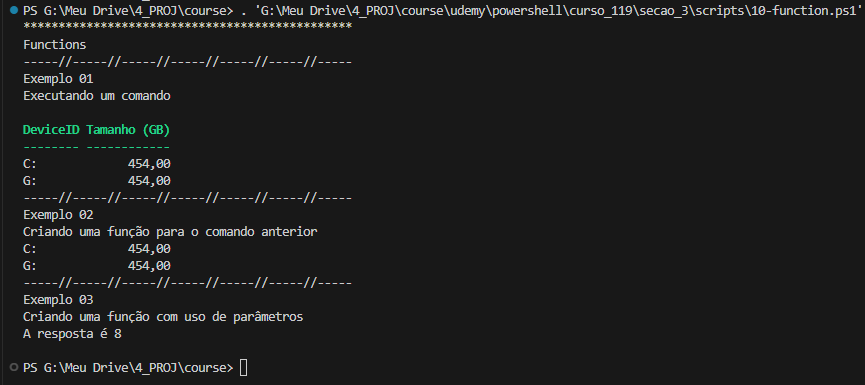 PS G:\Meu Drive\4_PROJ\course> . 'G:\Meu Drive\4_PROJ\course\udemy\powershell\curso_119\secao_3\scripts\10-function.ps1'
***********************************************
Functions
-----//-----//-----//-----//-----//-----//-----
Exemplo 01
Executando um comando

DeviceID Tamanho (GB)
-------- ------------
C:             454,00
G:             454,00
-----//-----//-----//-----//-----//-----//-----
Exemplo 02
Criando uma função para o comando anterior
C:             454,00
G:             454,00
-----//-----//-----//-----//-----//-----//-----
Exemplo 03
Criando uma função com uso de parâmetros
A resposta é 8

PS G:\Meu Drive\4_PROJ\course>